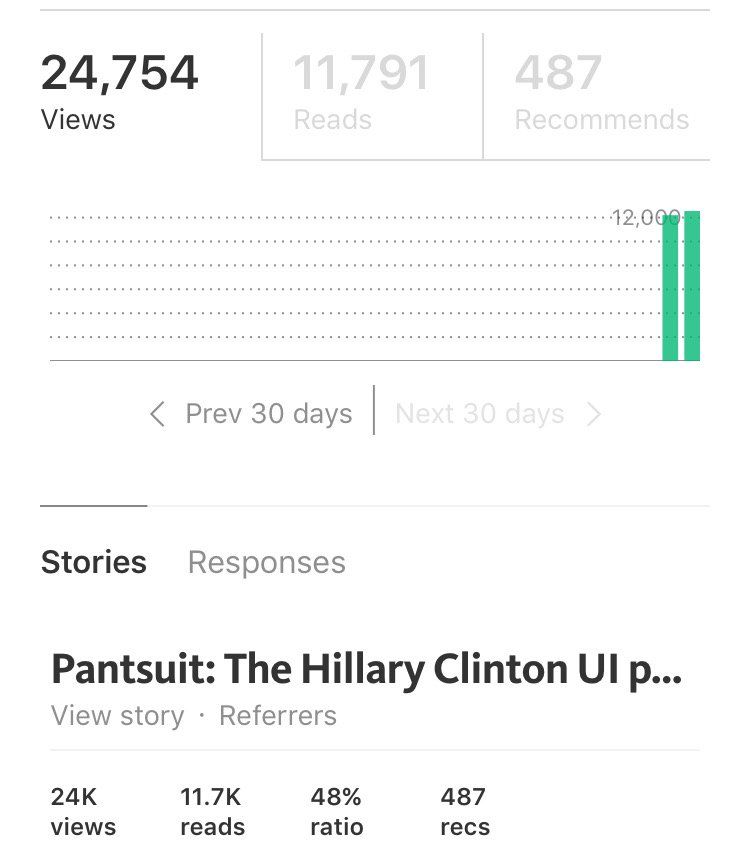 24,754 11,791 487
Views Reads Recommends
12,000
Prev 30 days Next 30 days
Stories Responses
Pantsuit: The Hillary Clinton UI p...
View story · Referrers
24K 11.7K 48% 487
views reads ratio recs